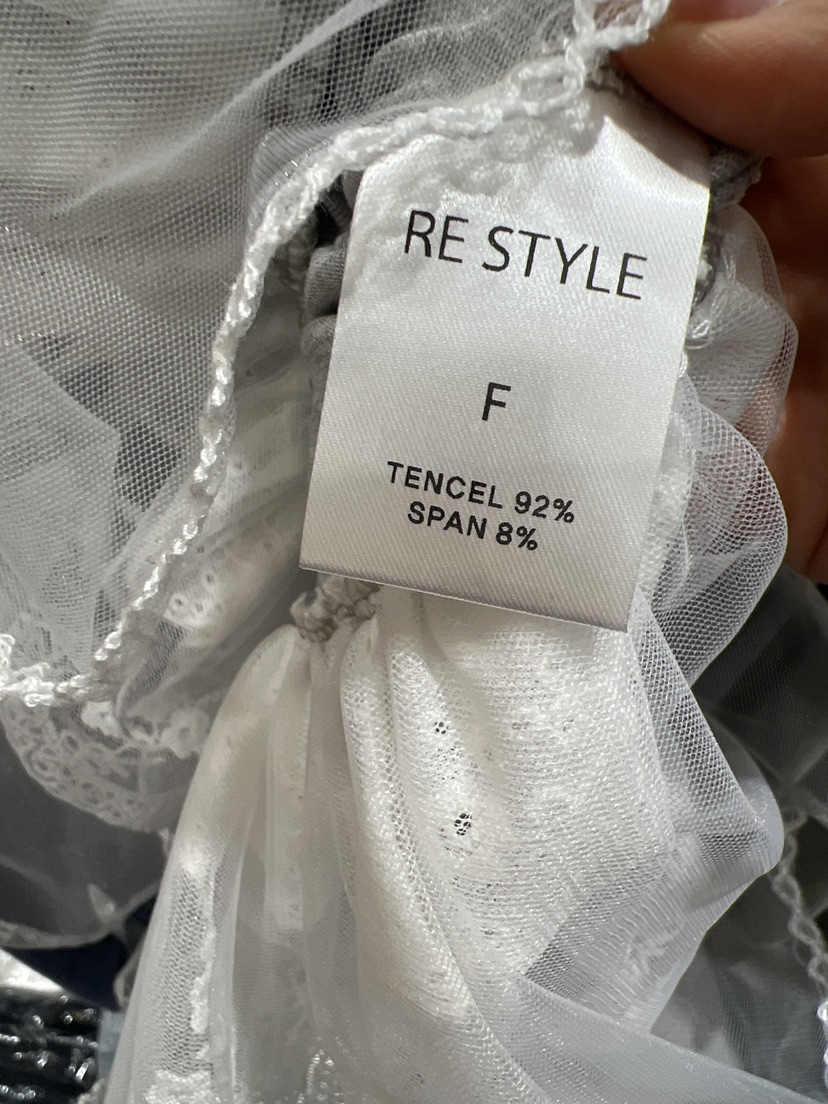 RE STYLE
F
TENCEL 92%
SPAN 8%